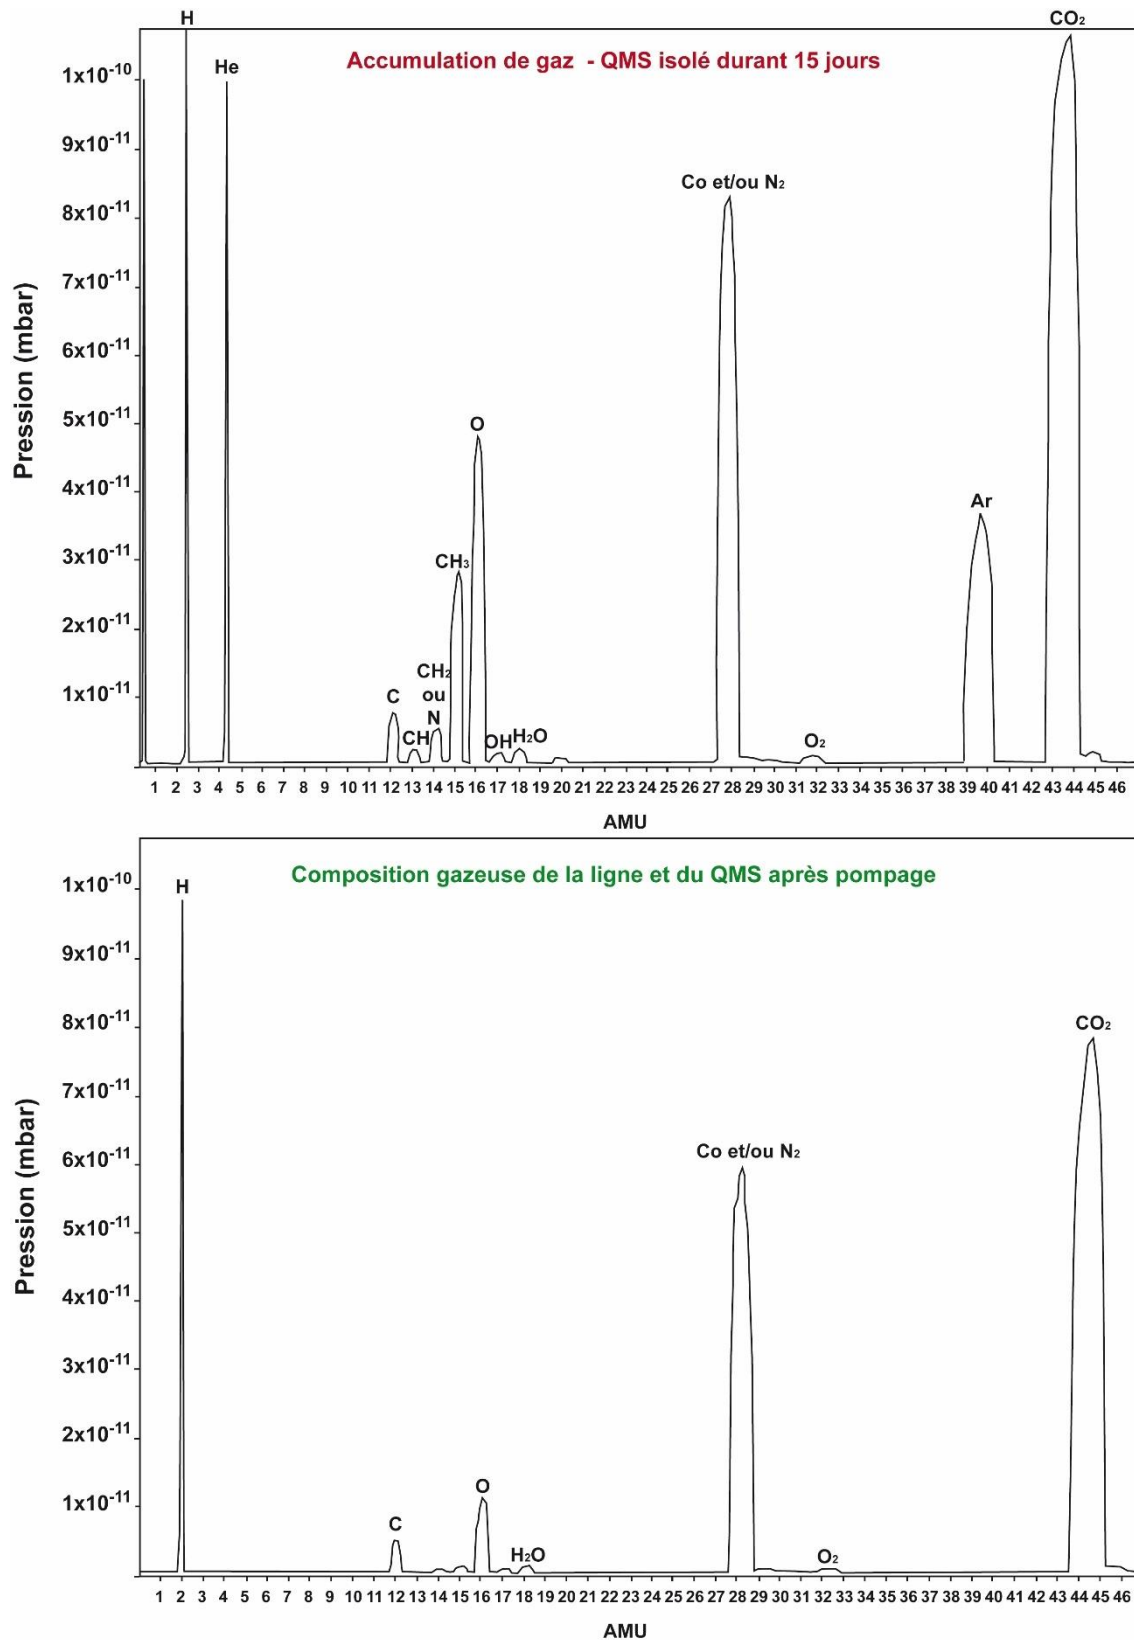 H
CO₂
Accumulation de gaz - QMS isolé durant 15 jours
He
1x10⁻¹⁰
9x10⁻¹¹
Co et/ou N₂
8x10⁻¹¹
7x10⁻¹¹
6x10⁻¹¹
5x10⁻¹¹
O
4x10⁻¹¹
Ar
3x10⁻¹¹
CH₃
2x10⁻¹¹
CH₂
ou
N
1x10⁻¹¹
C
CH
OH
H₂O
O₂
Pression (mbar)
1 2 3 4 5 6 7 8 9 10 11 12 13 14 15 16 17 18 19 20 21 22 23 24 25 26 27 28 29 30 31 32 33 34 35 36 37 38 39 40 41 42 43 44 45 46
AMU
Composition gazeuse de la ligne et du QMS après pompage
H
1x10⁻¹⁰
9x10⁻¹¹
8x10⁻¹¹
CO₂
7x10⁻¹¹
6x10⁻¹¹
Co et/ou N₂
5x10⁻¹¹
4x10⁻¹¹
3x10⁻¹¹
2x10⁻¹¹
1x10⁻¹¹
O
C
H₂O
O₂
Pression (mbar)
1 2 3 4 5 6 7 8 9 10 11 12 13 14 15 16 17 18 19 20 21 22 23 24 25 26 27 28 29 30 31 32 33 34 35 36 37 38 39 40 41 42 43 44 45 46
AMU